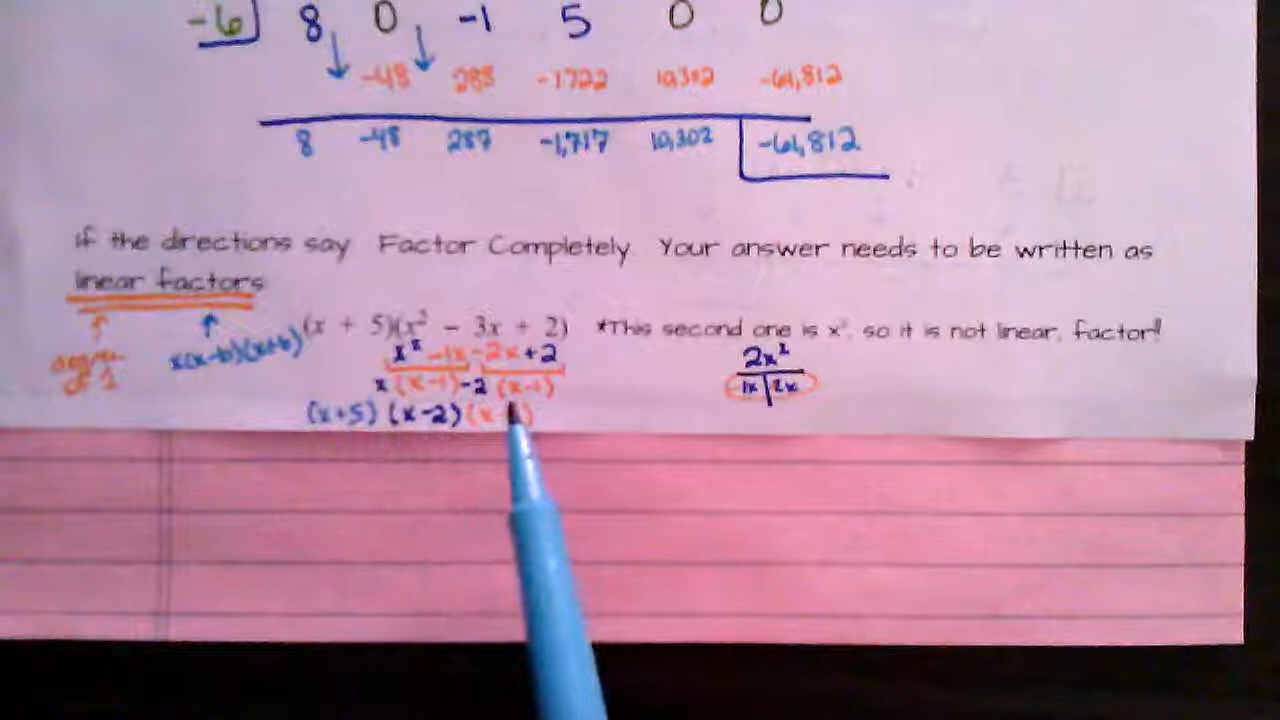 -6 8 0 -1 5 0 0
-48 288 -1722 10,302 -61,812
8 -48 287 -1,717 10,302 -61,812
if the directions say Factor Completely Your answer needs to be written as
linear factors
(x + 5)(x² - 3x + 2) *This second one is x², so it is not linear, factor!!
x(x-b)(x+b)
x² -1x -2x +2 2x²
x (x-1) -2 (x-1) 1x 2x
(x+5) (x-2) (x